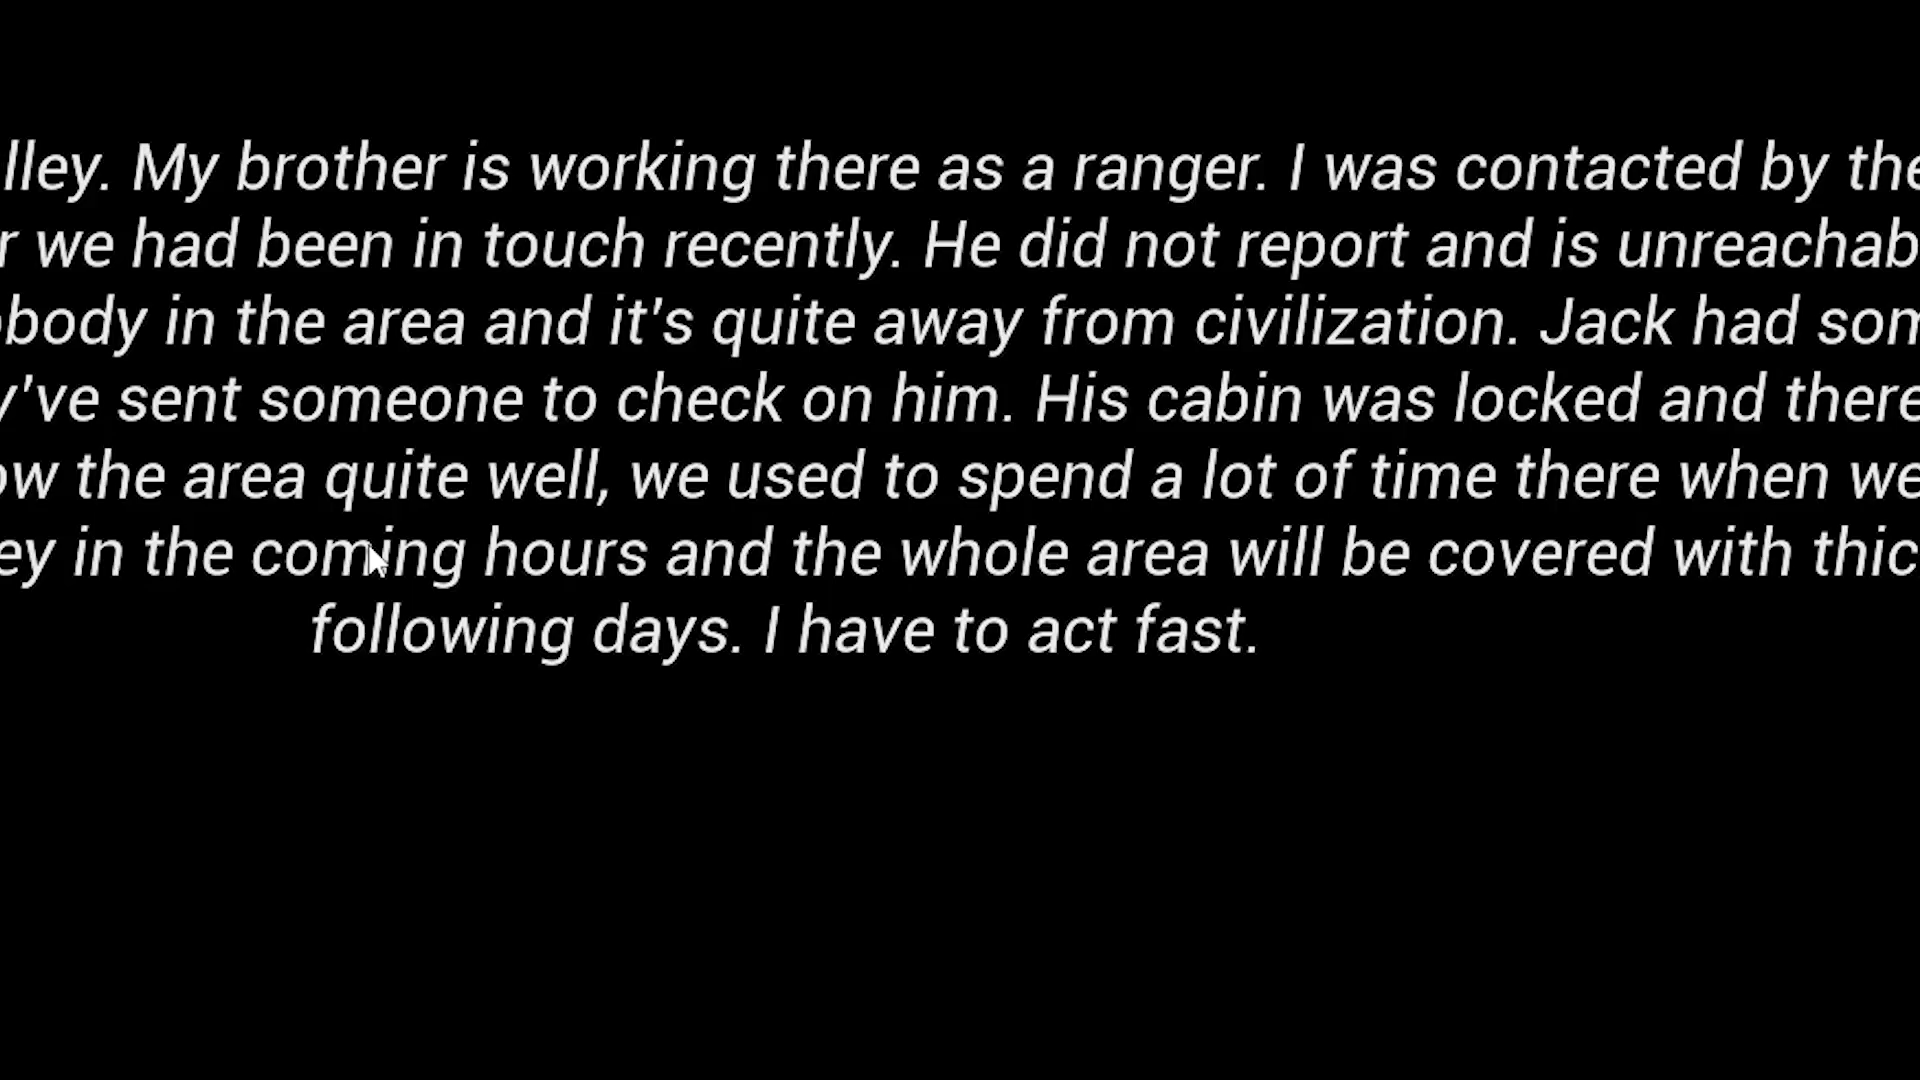 lley. My brother is working there as a ranger. I was contacted by the
r we had been in touch recently. He did not report and is unreachab
body in the area and it's quite away from civilization. Jack had som
y've sent someone to check on him. His cabin was locked and there
ow the area quite well, we used to spend a lot of time there when we
ey in the coming hours and the whole area will be covered with thic
following days. I have to act fast.